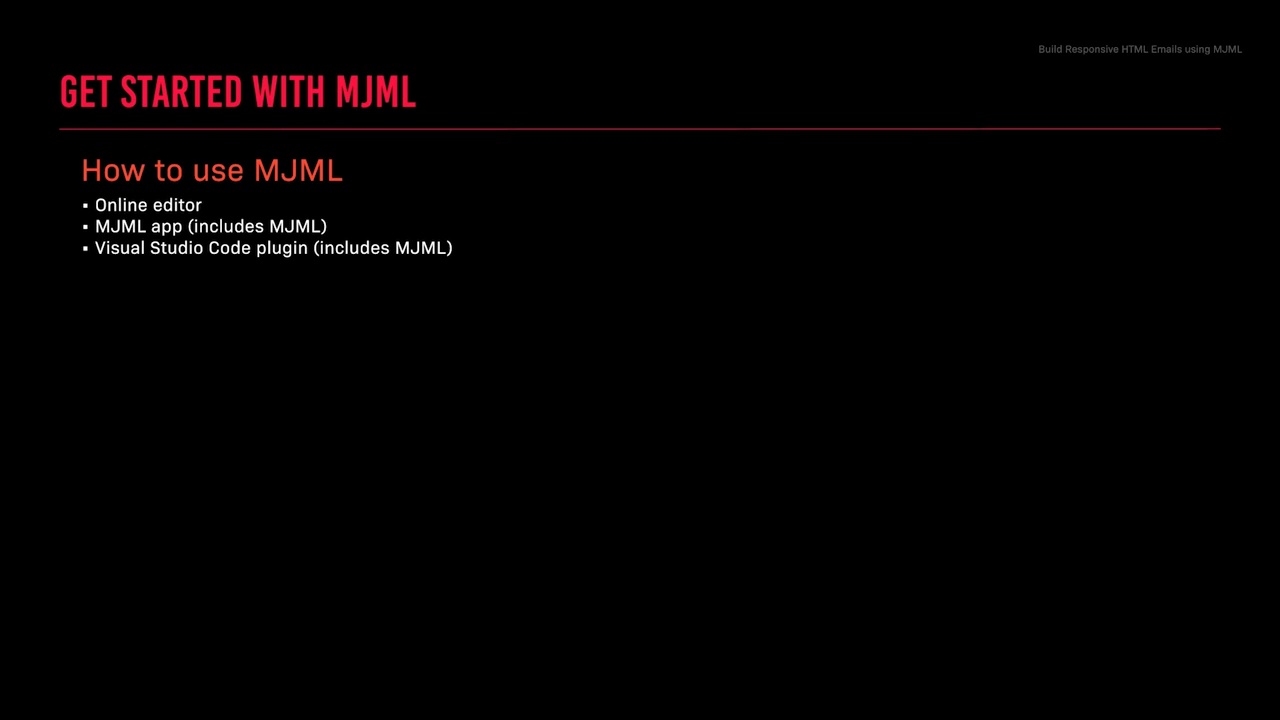 Build Responsive HTML Emails using MJML
GET STARTED WITH MJML
How to use MJML
▪ Online editor
▪ MJML app (includes MJML)
▪ Visual Studio Code plugin (includes MJML)